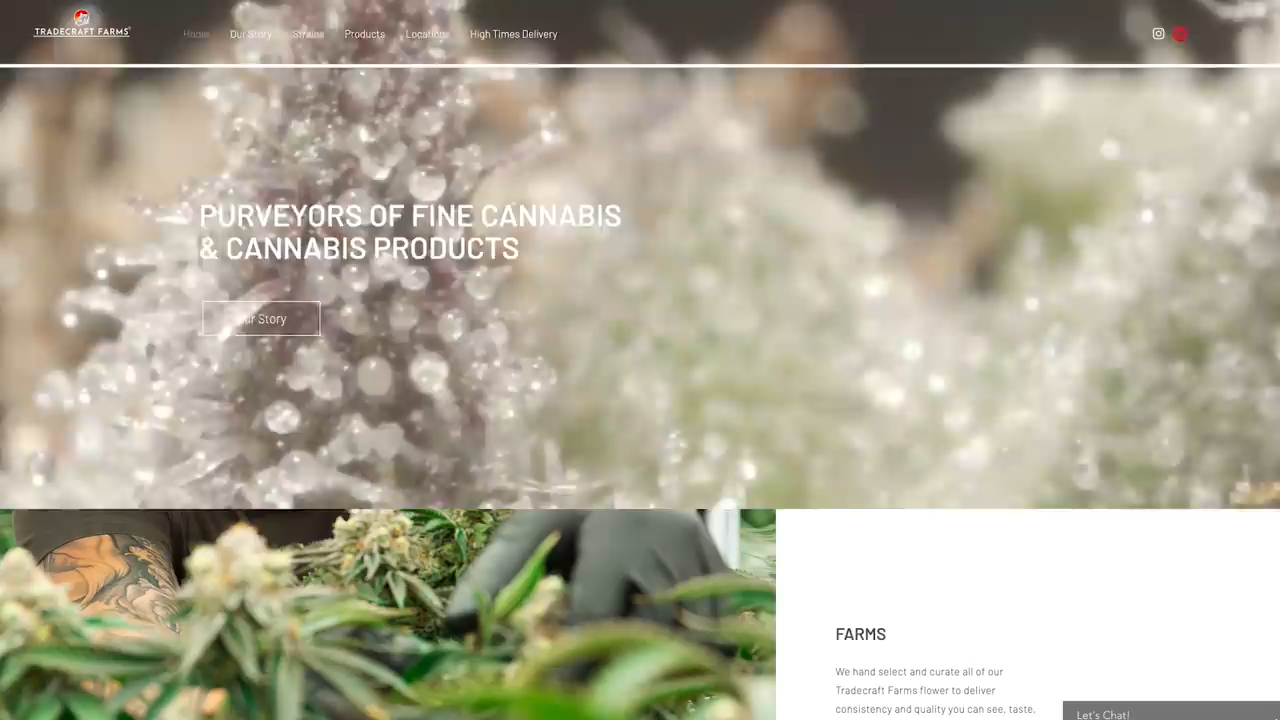 TRADECRAFT FARMS
Home Our Story Strains Products Locations High Times Delivery
PURVEYORS OF FINE CANNABIS
& CANNABIS PRODUCTS
Our Story
FARMS
We hand select and curate all of our
Tradecraft Farms flower to deliver
consistency and quality you can see, taste,
Let's Chat!